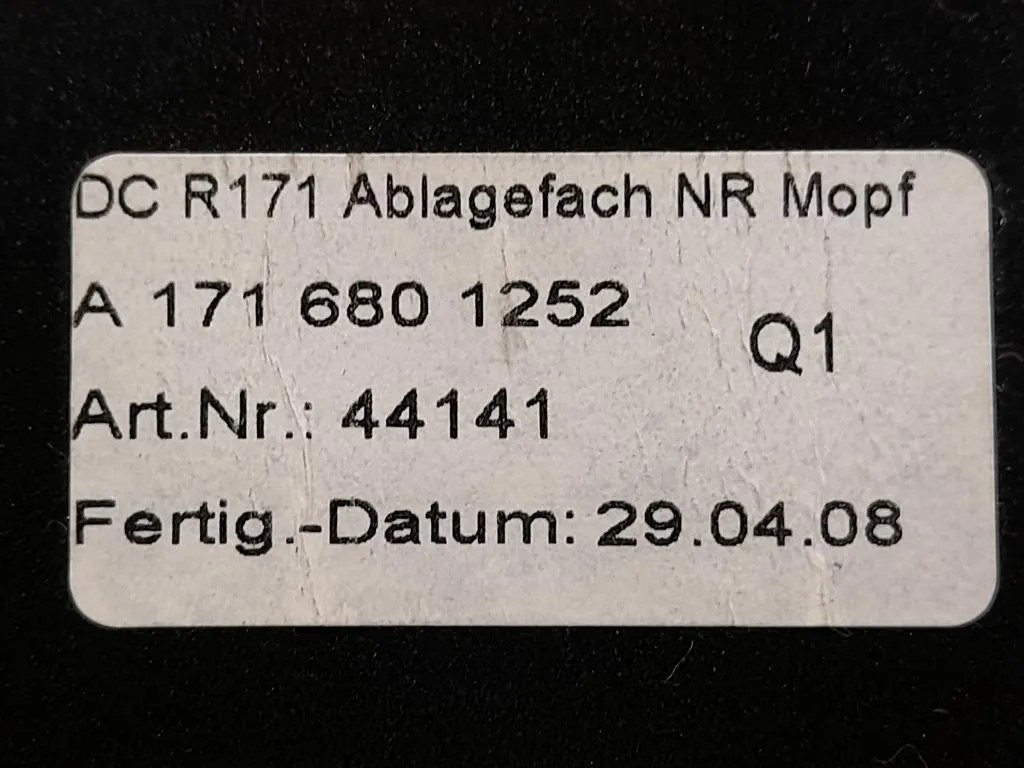 DC R171 Ablagefach NR Mopf
A 171 680 1252
Q1
Art.Nr.: 44141
Fertig.-Datum: 29.04.08